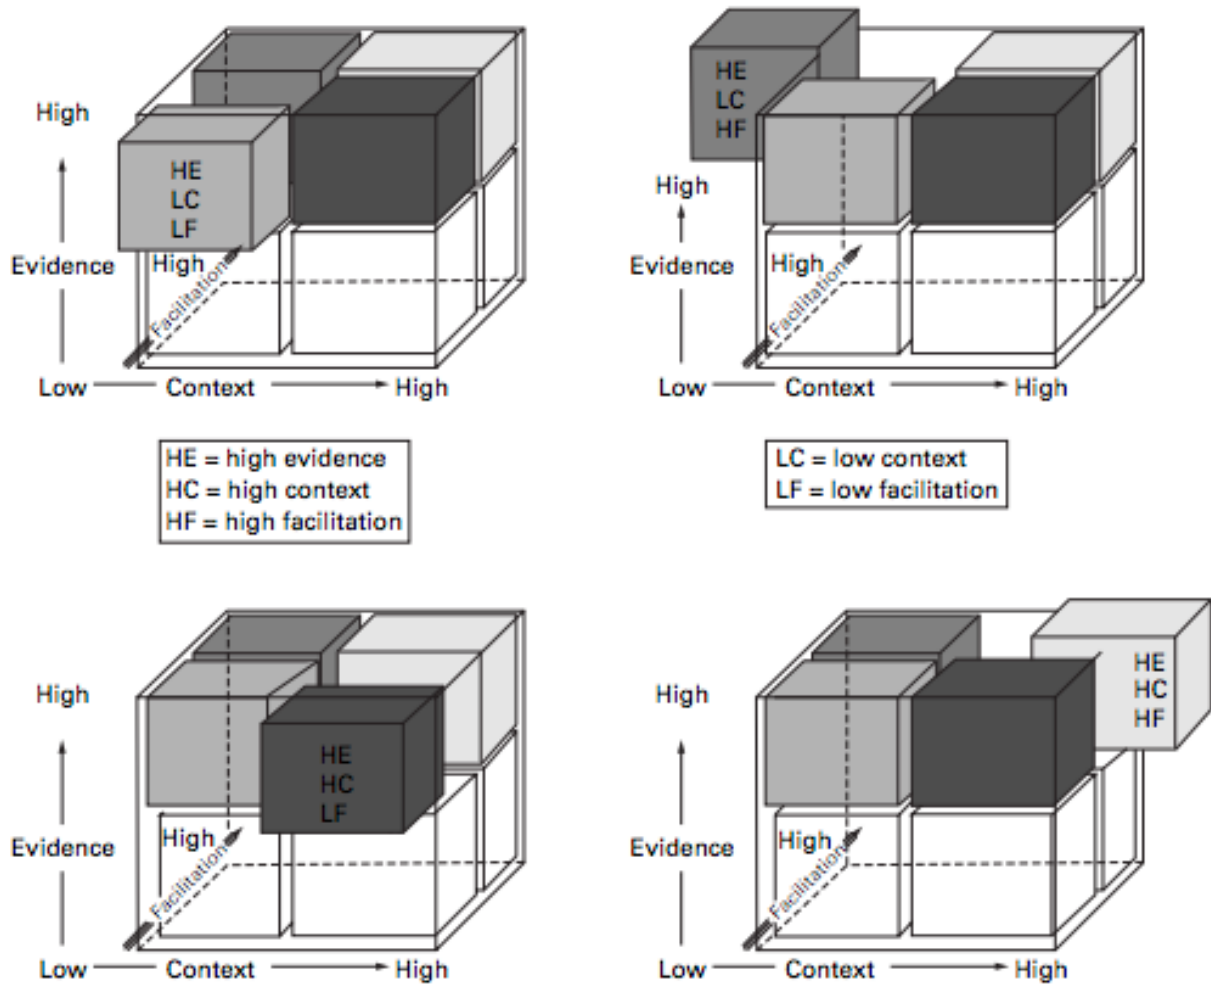 High
HE
LC
LF
Evidence
High
Facilitation
Low
Context
High
HE
LC
HF
High
Evidence
High
Facilitation
Low
Context
High
HE = high evidence
HC = high context
HF = high facilitation
LC = low context
LF = low facilitation
High
HE
HC
LF
Evidence
High
Facilitation
Low
Context
High
HE
HC
HF
High
Evidence
High
Facilitation
Low
Context
High